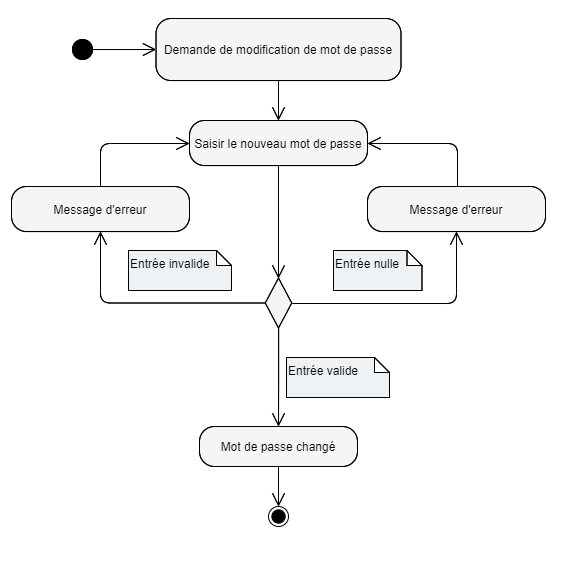 Demande de modification de mot de passe
Saisir le nouveau mot de passe
Message d'erreur
Message d'erreur
Entrée invalide
Entrée nulle
Entrée valide
Mot de passe changé